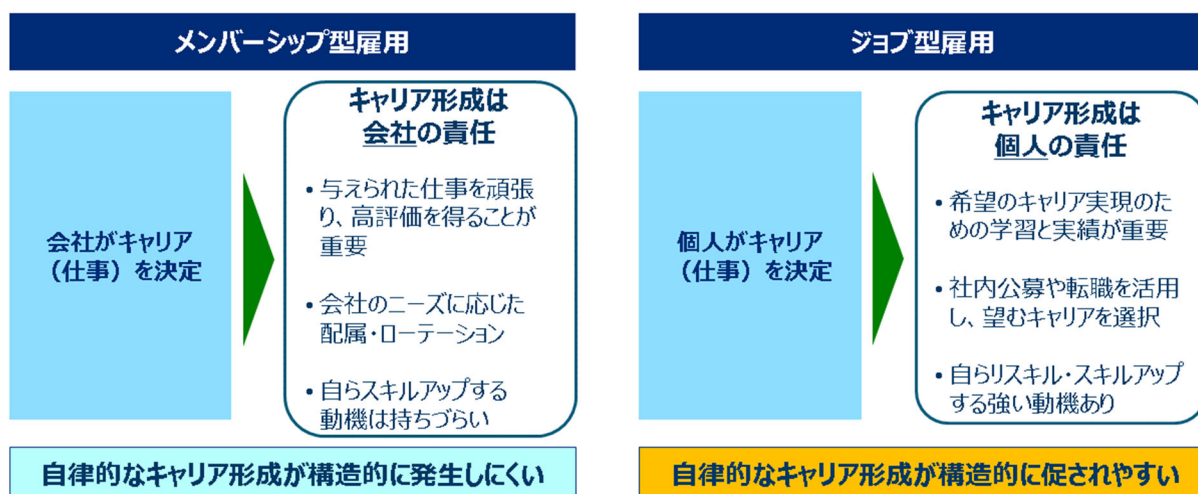 メンバーシップ型雇用
会社がキャリア
（仕事）を決定
キャリア形成は
会社の責任
• 与えられた仕事を頑張
り、高評価を得ることが
重要
• 会社のニーズに応じた
配属・ローテーション
• 自らスキルアップする
動機は持ちづらい
自律的なキャリア形成が構造的に発生しにくい
ジョブ型雇用
個人がキャリア
（仕事）を決定
キャリア形成は
個人の責任
• 希望のキャリア実現のた
めの学習と実績が重要
• 社内公募や転職を活用
し、望むキャリアを選択
• 自らリスキル・スキルアップ
する強い動機あり
自律的なキャリア形成が構造的に促されやすい